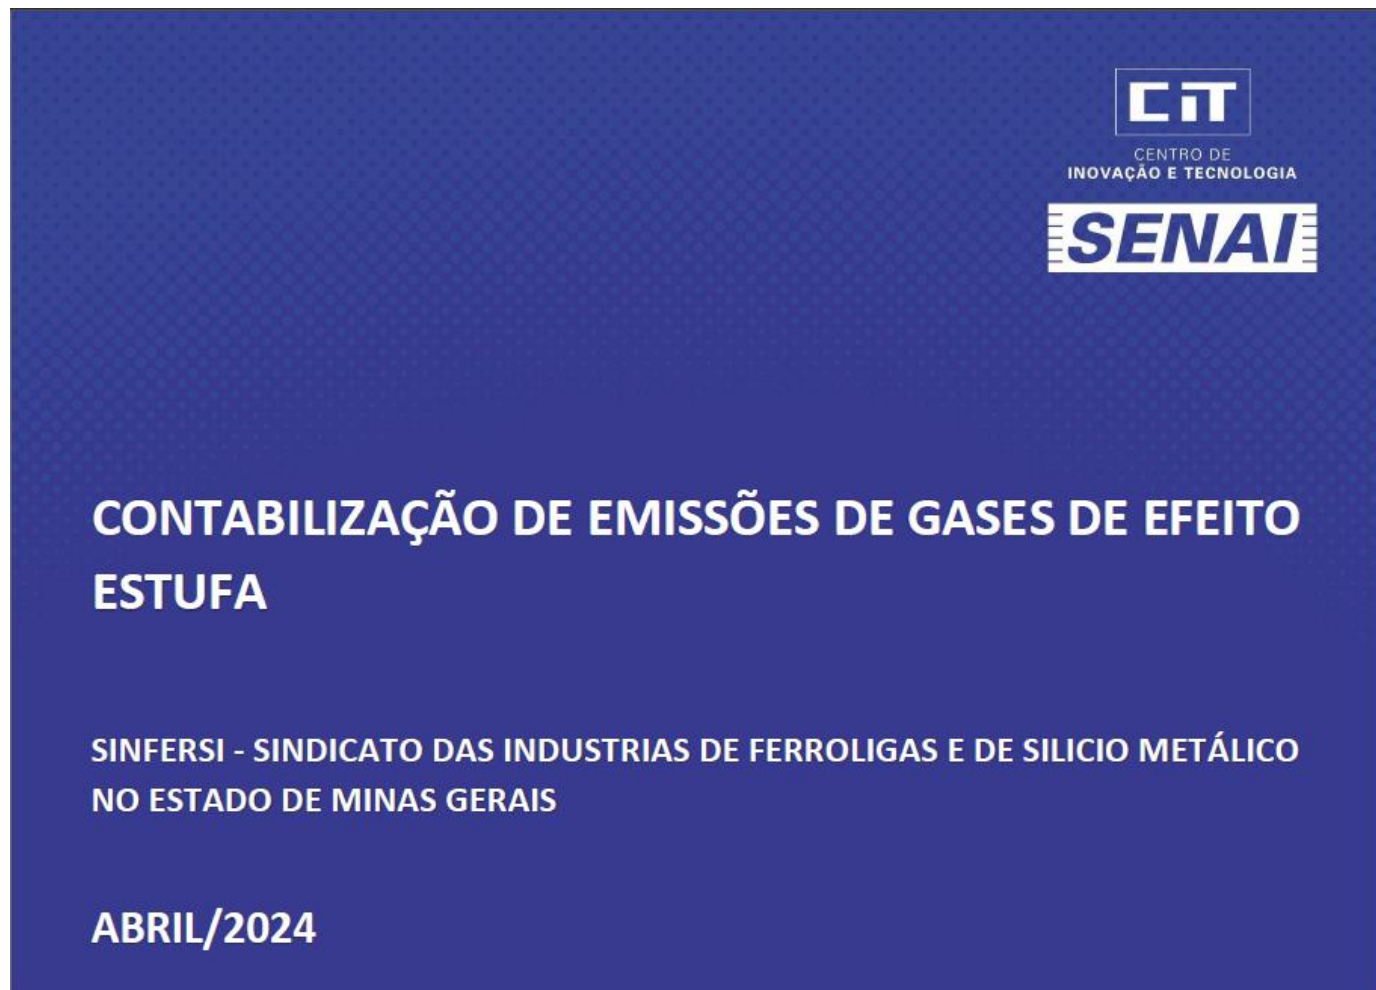 CiT
CENTRO DE
INOVAÇÃO E TECNOLOGIA
SENAI
CONTABILIZAÇÃO DE EMISSÕES DE GASES DE EFEITO
ESTUFA
SINFERSI - SINDICATO DAS INDUSTRIAS DE FERROLIGAS E DE SILICIO METÁLICO
NO ESTADO DE MINAS GERAIS
ABRIL/2024